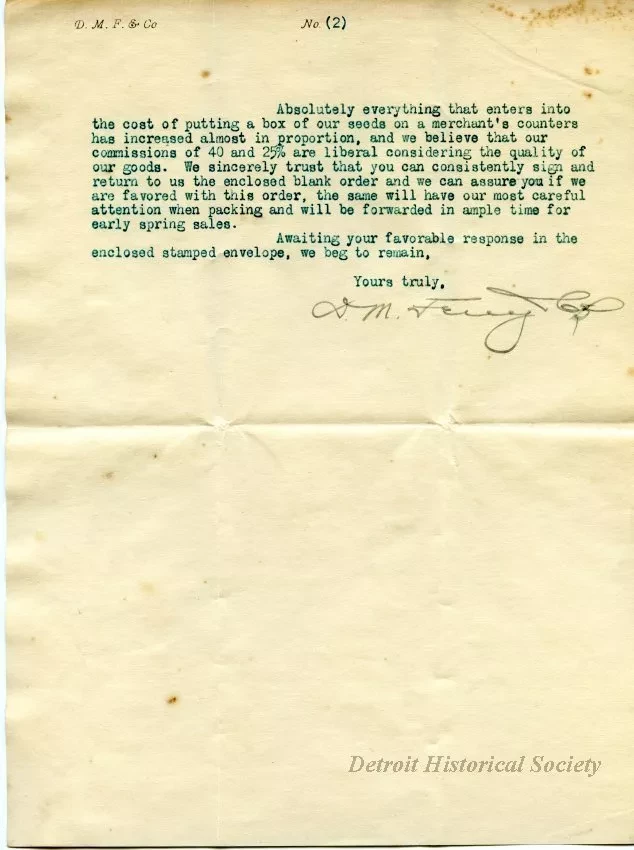 D. M. F. & Co No. (2)
Absolutely everything that enters into
the cost of putting a box of our seeds on a merchant's counters
has increased almost in proportion, and we believe that our
commissions of 40 and 25% are liberal considering the quality of
our goods. We sincerely trust that you can consistently sign and
return to us the enclosed blank order and we can assure you if we
are favored with this order, the same will have our most careful
attention when packing and will be forwarded in ample time for
early spring sales.
Awaiting your favorable response in the
enclosed stamped envelope, we beg to remain,
Yours truly,
D. M. Ferry & Co
Detroit Historical Society